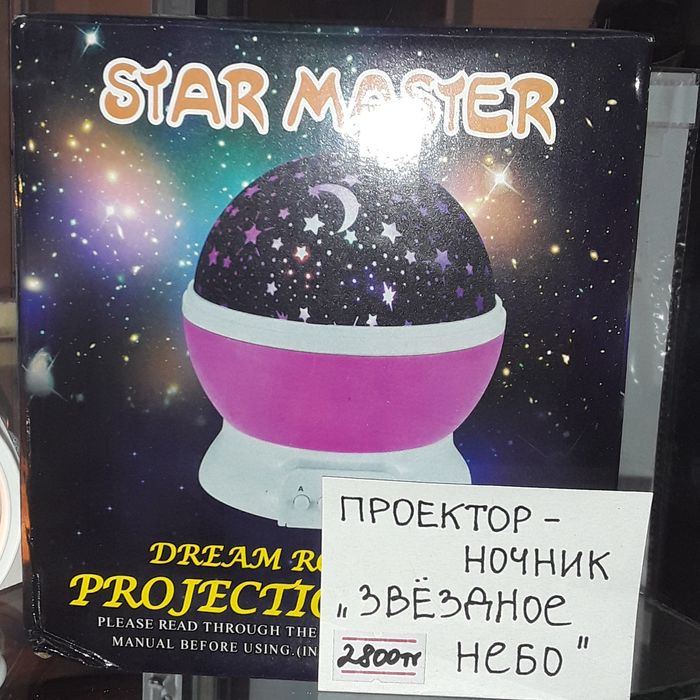 STAR MASTER
A
DREAM
PROJECTIO
PLEASE READ THROUGH THE
MANUAL BEFORE USING.(IN
ПРОЕКТОР-
НОЧНИК
„ЗВЁЗДНОЕ
НЕБО"
2800тг